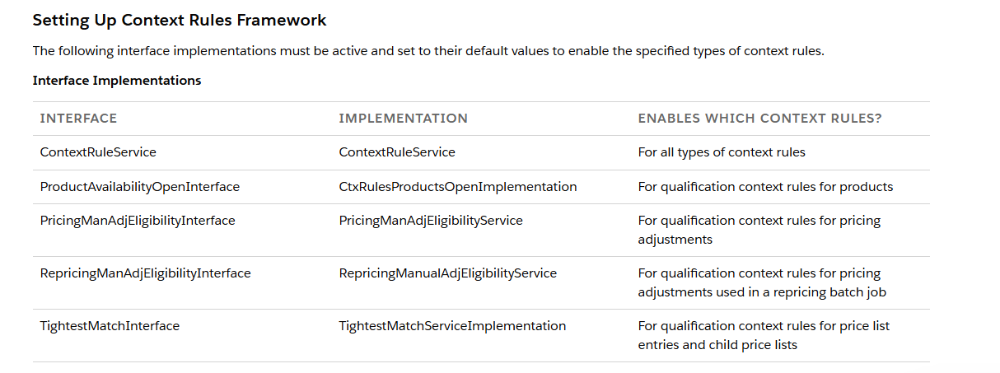 Setting Up Context Rules Framework
The following interface implementations must be active and set to their default values to enable the specified types of context rules.
Interface Implementations
INTERFACE IMPLEMENTATION ENABLES WHICH CONTEXT RULES?
ContextRuleService ContextRuleService For all types of context rules
ProductAvailabilityOpenInterface CtxRulesProductsOpenImplementation For qualification context rules for products
PricingManAdjEligibilityInterface PricingManAdjEligibilityService For qualification context rules for pricing
adjustments
RepricingManAdjEligibilityInterface RepricingManualAdjEligibilityService For qualification context rules for pricing
adjustments used in a repricing batch job
TightestMatchInterface TightestMatchServiceImplementation For qualification context rules for price list
entries and child price lists